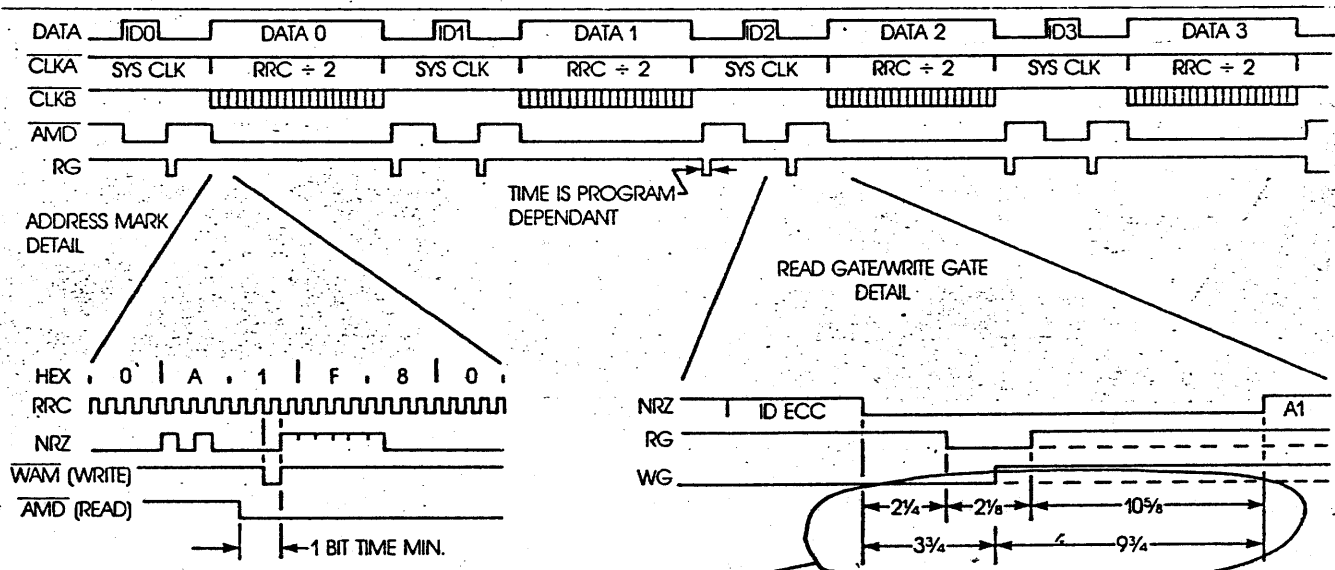 DATA ID0 DATA 0 ID1 DATA 1 ID2 DATA 2 ID3 DATA 3
CLKA SYS CLK RRC ÷ 2 SYS CLK RRC ÷ 2 SYS CLK RRC ÷ 2 SYS CLK RRC ÷ 2
CLKB
AMD
RG
TIME IS PROGRAM
DEPENDANT
ADDRESS MARK
DETAIL
READ GATE/WRITE GATE
DETAIL
HEX 0 A 1 F 8 0
RRC
NRZ
WAM (WRITE)
AMD (READ)
1 BIT TIME MIN.
NRZ ID ECC A1
RG
WG
2¼ 2⅛ 10⅝
3¾ 9¾